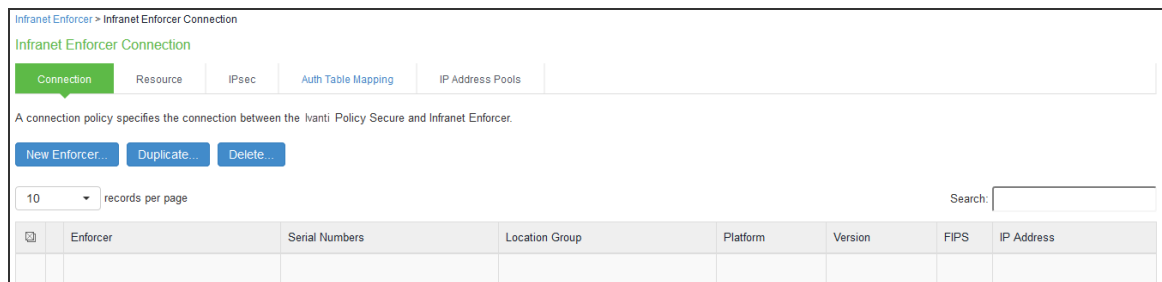 Infranet Enforcer > Infranet Enforcer Connection
Infranet Enforcer Connection
Connection Resource IPsec Auth Table Mapping IP Address Pools
A connection policy specifies the connection between the Ivanti Policy Secure and Infranet Enforcer.
New Enforcer... Duplicate... Delete...
10 records per page Search:
Enforcer Serial Numbers Location Group Platform Version FIPS IP Address